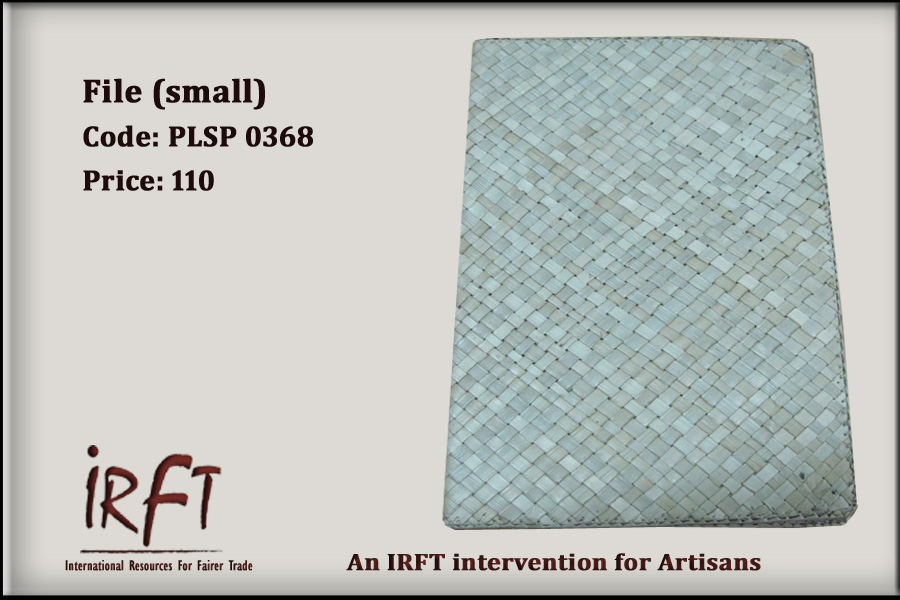 File (small)
Code: PLSP 0368
Price: 110
iRFT
International Resources For Fairer Trade
An IRFT intervention for Artisans